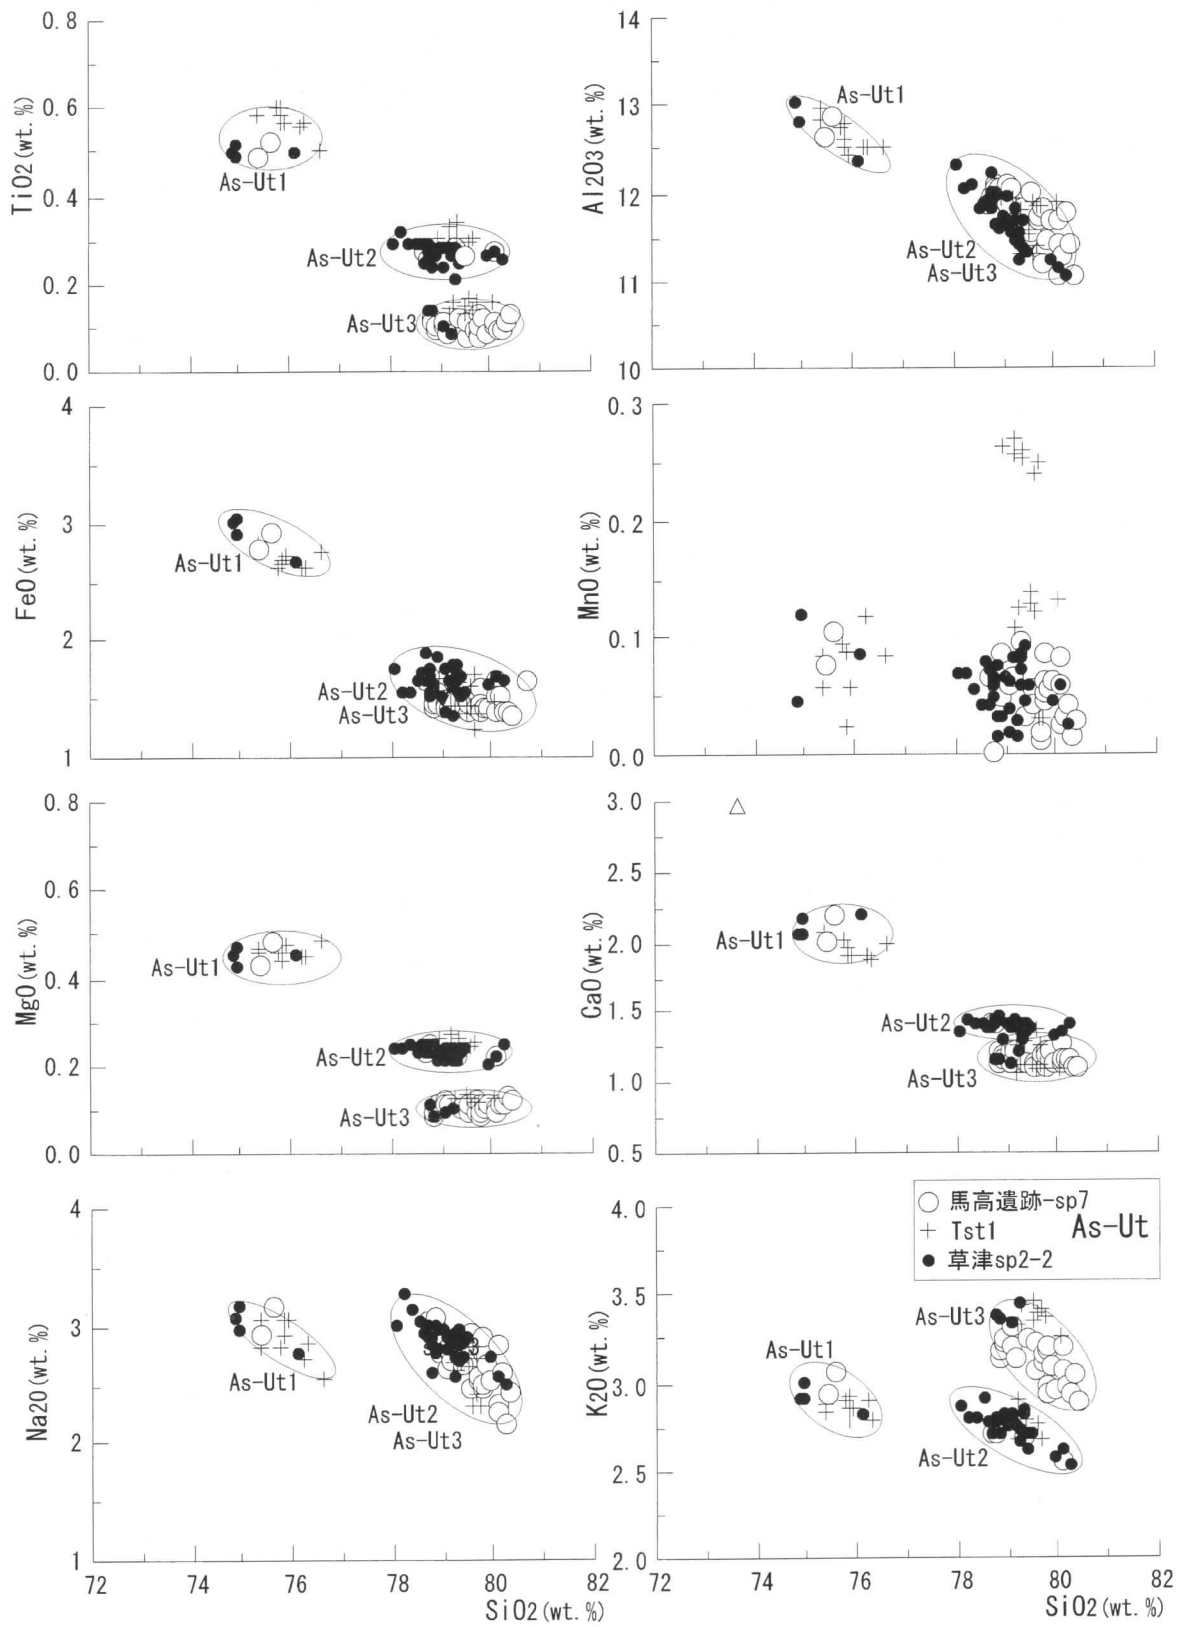 0.8
0.6
0.4
0.2
0.0
TiO2 (wt. %)
As-Ut1
As-Ut2
As-Ut3
14
13
12
11
10
Al2O3 (wt. %)
As-Ut1
As-Ut2
As-Ut3
4
3
2
1
FeO (wt. %)
As-Ut1
As-Ut2
As-Ut3
0.3
0.2
0.1
0.0
MnO (wt. %)
0.8
0.6
0.4
0.2
0.0
MgO (wt. %)
As-Ut1
As-Ut2
As-Ut3
3.0
2.5
2.0
1.5
1.0
0.5
CaO (wt. %)
As-Ut1
As-Ut2
As-Ut3
4
3
2
1
Na2O (wt. %)
As-Ut1
As-Ut2
As-Ut3
72 74 76 78 80 82
SiO2 (wt. %)
4.0
3.5
3.0
2.5
2.0
K2O (wt. %)
馬高遺跡-sp7
Tst1
草津sp2-2
As-Ut
As-Ut3
As-Ut1
As-Ut2
72 74 76 78 80 82
SiO2 (wt. %)